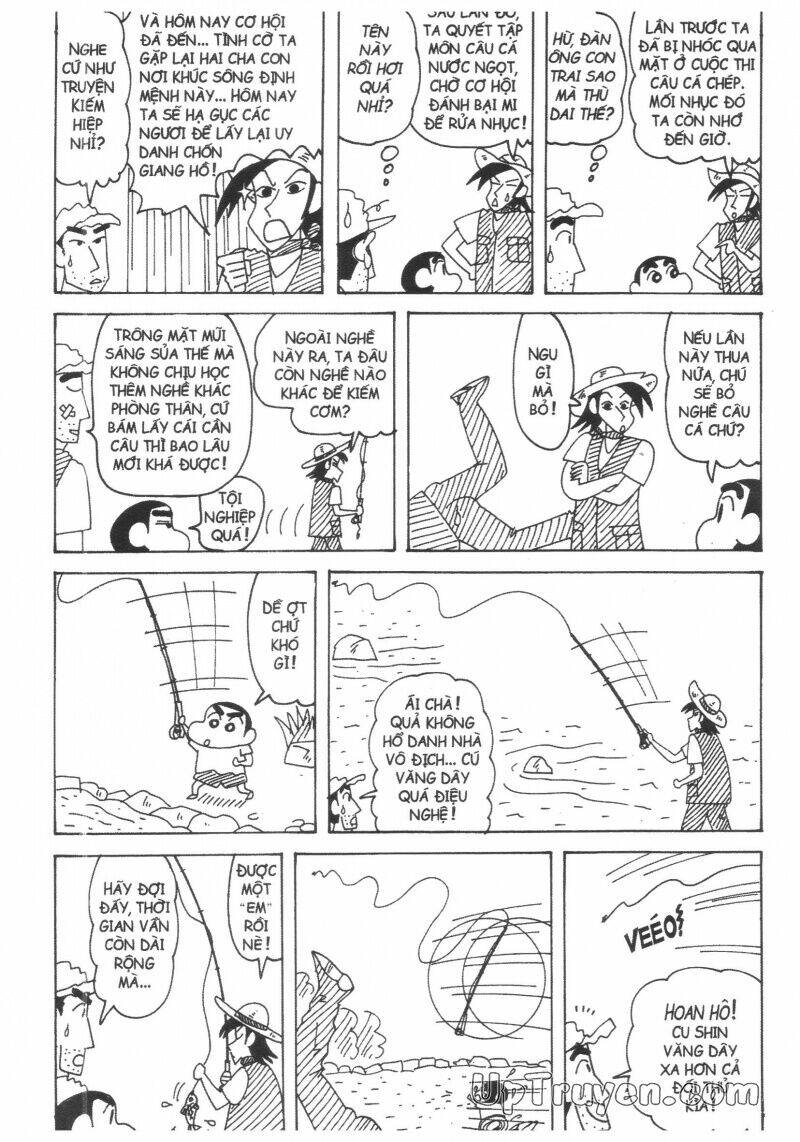 LẦN TRƯỚC TA
ĐÃ BỊ NHÓC QUA
MẶT Ở CUỘC THI
CÂU CÁ CHÉP.
MỐI NHỤC ĐÓ
TA CÒN NHỚ
ĐẾN GIỜ.
HỪ, ĐÀN
ÔNG CON
TRAI SAO
MÀ THÙ
DAI THẾ?
SAU LẦN ĐÓ,
TA QUYẾT TẬP
MÔN CÂU CÁ
NƯỚC NGỌT,
CHỜ CƠ HỘI
ĐÁNH BẠI MI
ĐỂ RỬA NHỤC!
TÊN
NÀY
RỖI HƠI
QUÁ
NHỈ?
VÀ HÔM NAY CƠ HỘI
ĐÃ ĐẾN... TÌNH CỜ TA
GẶP LẠI HAI CHA CON
NƠI KHÚC SÔNG ĐỊNH
MỆNH NÀY... HÔM NAY
TA SẼ HẠ GỤC CÁC
NGƯƠI ĐỂ LẤY LẠI UY
DANH CHỐN
GIANG HỒ!
NGHE
CỨ NHƯ
TRUYỆN
KIẾM
HIỆP
NHỈ?
NẾU LẦN
NÀY THUA
NỮA, CHÚ
SẼ BỎ
NGHỀ CÂU
CÁ CHỨ?
NGU
GÌ
MÀ
BỎ!
NGOÀI NGHỀ
NÀY RA, TA ĐÂU
CÒN NGHỀ NÀO
KHÁC ĐỂ KIẾM
CƠM?
TRÔNG MẶT MŨI
SÁNG SỦA THẾ MÀ
KHÔNG CHỊU HỌC
THÊM NGHỀ KHÁC
PHÒNG THÂN, CỨ
BÁM LẤY CÁI CẦN
CÂU THÌ BAO LÂU
MỚI KHÁ ĐƯỢC!
TỘI
NGHIỆP
QUÁ!
ÁI CHÀ!
QUẢ KHÔNG
HỔ DANH NHÀ
VÔ ĐỊCH... CÚ
VĂNG DÂY
QUÁ ĐIỆU
NGHỆ!
DỄ ỢT
CHỨ
KHÓ
GÌ!
VEÉO!
HOAN HÔ!
CU SHIN
VĂNG DÂY
XA HƠN CẢ
ĐỐI THỦ
KÌA!
ĐƯỢC
MỘT
"EM"
RỒI
NÈ!
HÃY ĐỢI
ĐẤY, THỜI
GIAN VẪN
CÒN DÀI
RỘNG
MÀ...
UpTruyen.com